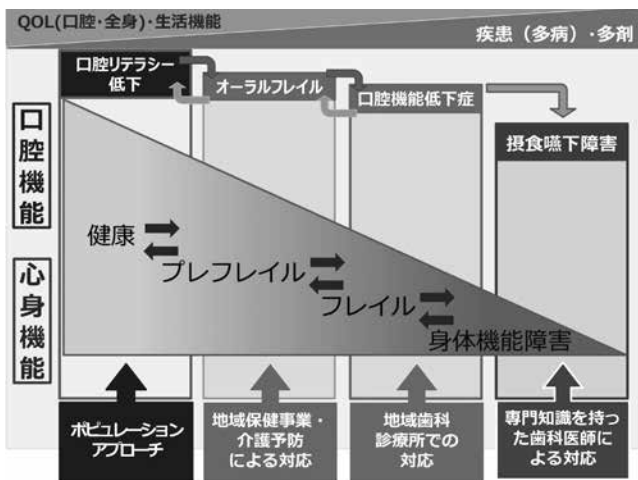 QOL(口腔・全身)・生活機能
疾患（多病）・多剤
口腔リテラシー
低下
オーラルフレイル
口腔機能低下症
摂食嚥下障害
口腔機能
心身機能
健康
プレフレイル
フレイル
身体機能障害
ポピュレーション
アプローチ
地域保健事業・
介護予防
による対応
地域歯科
診療所での
対応
専門知識を持っ
た歯科医師に
よる対応